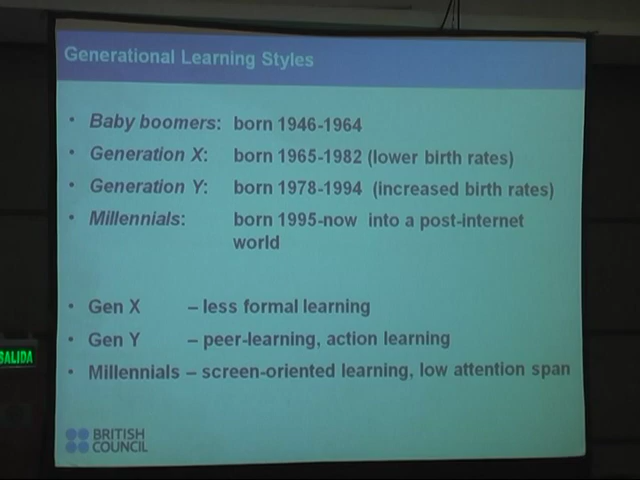 Generational Learning Styles
• Baby boomers: born 1946-1964
• Generation X: born 1965-1982 (lower birth rates)
• Generation Y: born 1978-1994 (increased birth rates)
• Millennials: born 1995-now into a post-internet
world
• Gen X – less formal learning
• Gen Y – peer-learning, action learning
• Millennials – screen-oriented learning, low attention span
SALIDA
BRITISH
COUNCIL